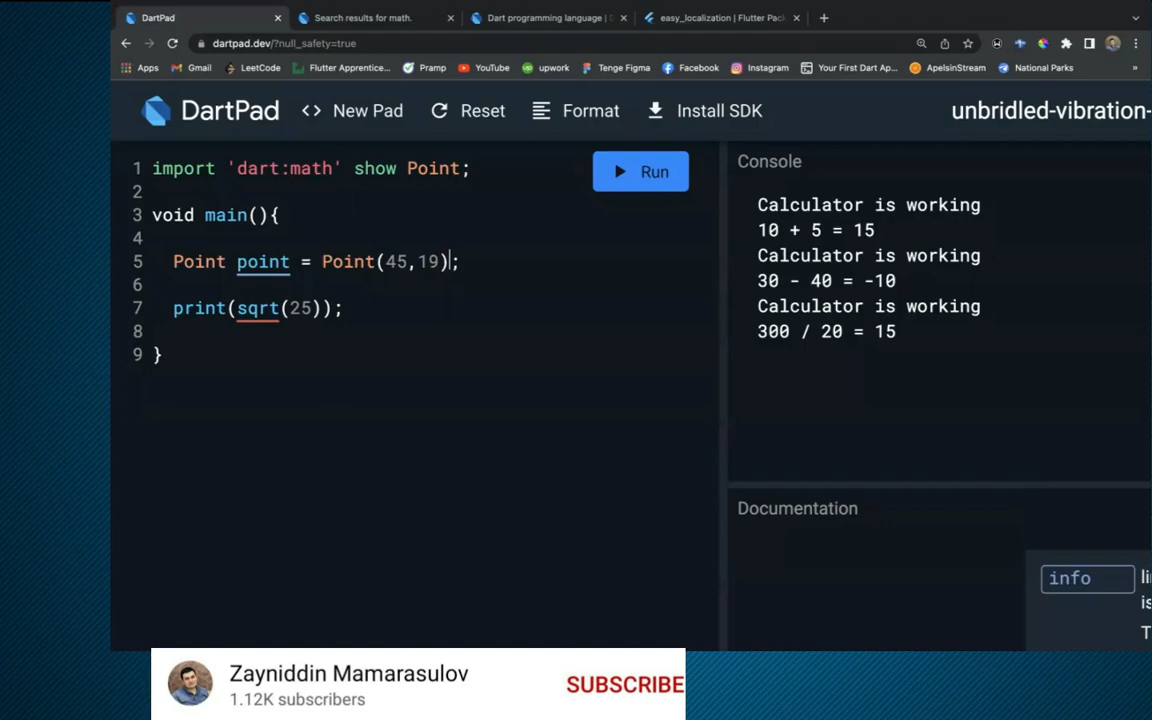 DartPad
Search results for math.
Dart programming language | D
easy_localization | Flutter Pack
dartpad.dev/?null_safety=true
Apps
Gmail
LeetCode
Flutter Apprentice...
Pramp
YouTube
upwork
Tenge Figma
Facebook
Instagram
Your First Dart Ap...
ApelsinStream
National Parks
»
DartPad
<> New Pad
Reset
Format
Install SDK
unbridled-vibration-
1 import 'dart:math' show Point;
2
3 void main(){
4
5 Point point = Point(45,19);
6
7 print(sqrt(25));
8
9 }
Run
Console
Calculator is working
10 + 5 = 15
Calculator is working
30 - 40 = -10
Calculator is working
300 / 20 = 15
Documentation
info
li
is
T
Zayniddin Mamarasulov
1.12K subscribers
SUBSCRIBE